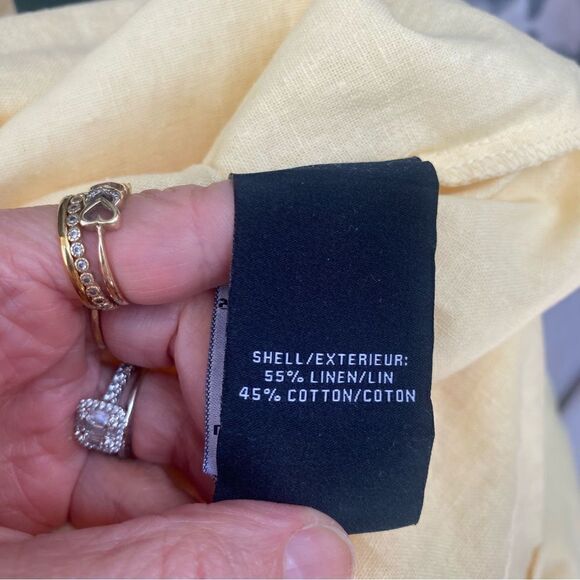 SHELL/EXTERIEUR:
55% LINEN/LIN
45% COTTON/COTON